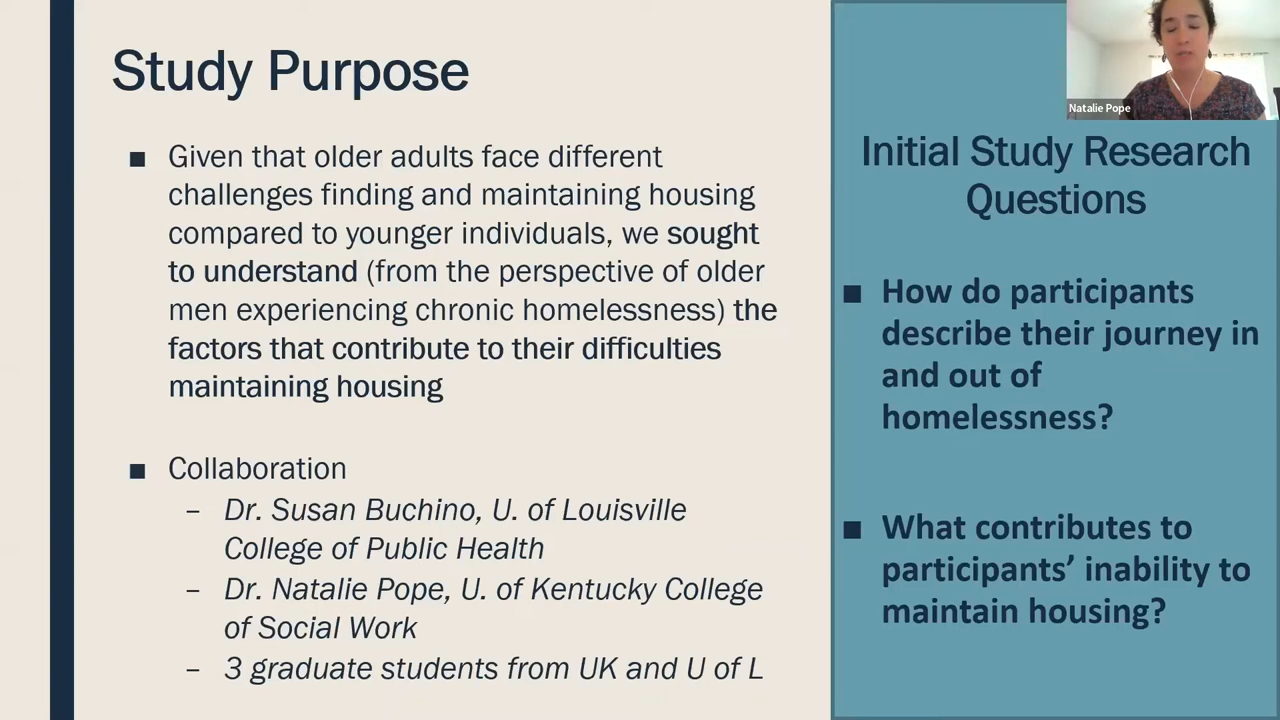 Study Purpose
■ Given that older adults face different
challenges finding and maintaining housing
compared to younger individuals, we sought
to understand (from the perspective of older
men experiencing chronic homelessness) the
factors that contribute to their difficulties
maintaining housing
■ Collaboration
– Dr. Susan Buchino, U. of Louisville
College of Public Health
– Dr. Natalie Pope, U. of Kentucky College
of Social Work
– 3 graduate students from UK and U of L
Natalie Pope
Initial Study Research
Questions
■ How do participants
describe their journey in
and out of
homelessness?
■ What contributes to
participants’ inability to
maintain housing?